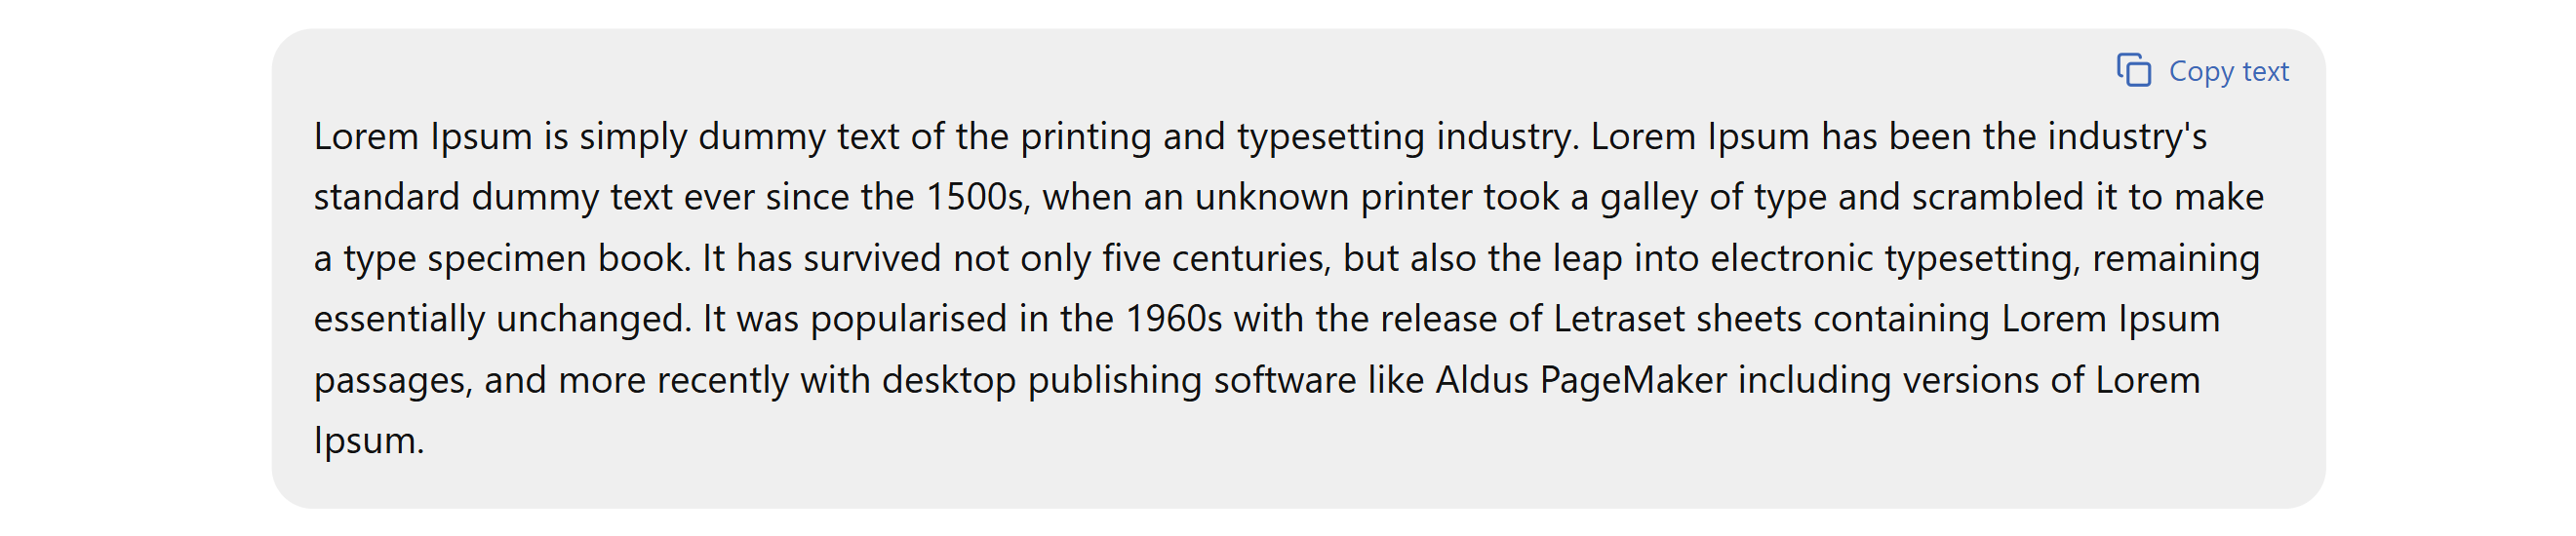 Copy text
Lorem Ipsum is simply dummy text of the printing and typesetting industry. Lorem Ipsum has been the industry's
standard dummy text ever since the 1500s, when an unknown printer took a galley of type and scrambled it to make
a type specimen book. It has survived not only five centuries, but also the leap into electronic typesetting, remaining
essentially unchanged. It was popularised in the 1960s with the release of Letraset sheets containing Lorem Ipsum
passages, and more recently with desktop publishing software like Aldus PageMaker including versions of Lorem
Ipsum.